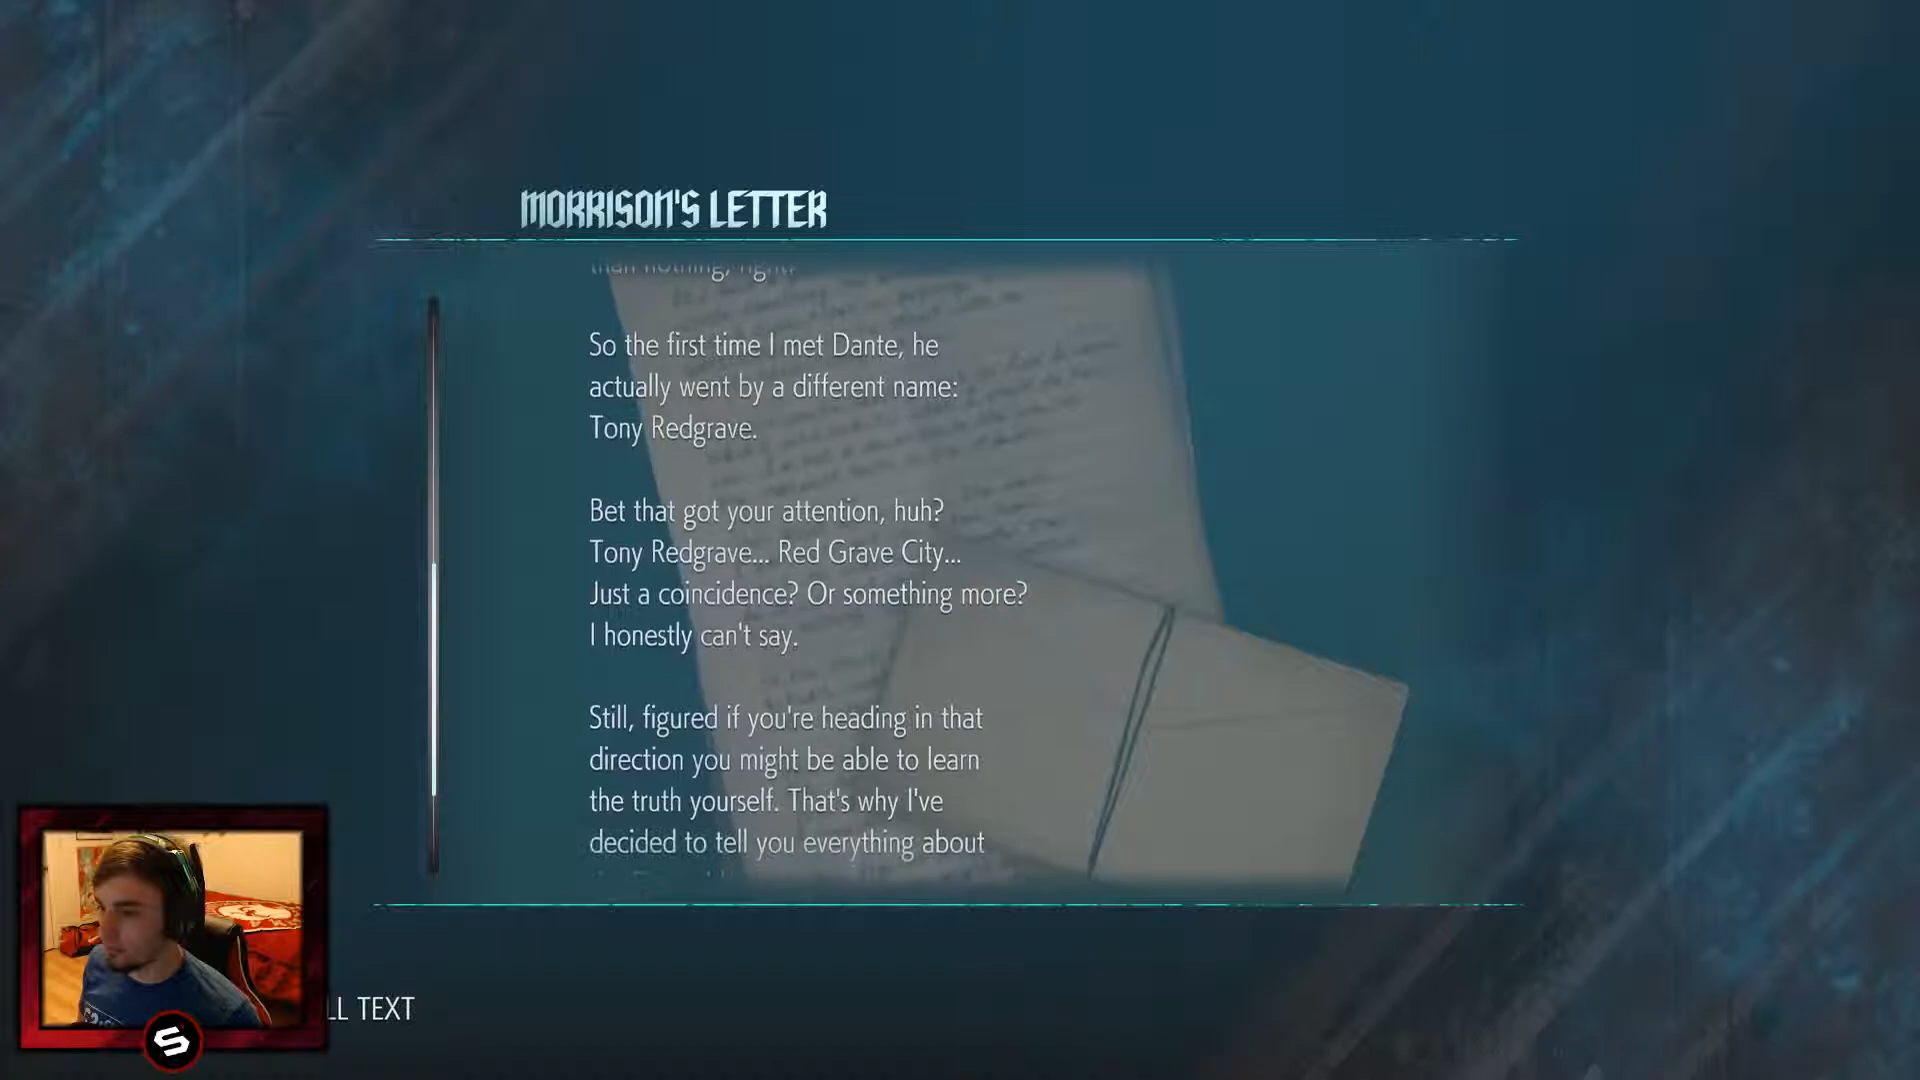 MORRISON'S LETTER
than nothing, right?
So the first time I met Dante, he
actually went by a different name:
Tony Redgrave.
Bet that got your attention, huh?
Tony Redgrave... Red Grave City...
Just a coincidence? Or something more?
I honestly can't say.
Still, figured if you're heading in that
direction you might be able to learn
the truth yourself. That's why I've
decided to tell you everything about
LL TEXT